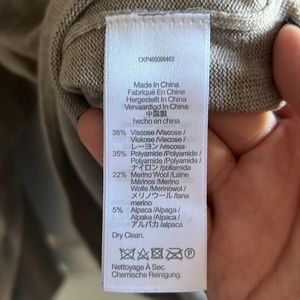 Made In China
Fabriqué En Chine
Hergestellt In China
Vervaardigd In China
中国製
hecho en china
38% Viscose /Viscose /
Viskose /Viscose /
レーヨン /viscosa
35% Polyamide /Polyamide /
Polyamid /Polyamide /
ナイロン /poliamida
22% Merino Wool /Laine
Mérinos /Merino
Wolle /Merinowol /
メリノウール /lana
merino
5% Alpaca /Alpaga /
Alpaka /Alpaca /
アルパカ /alpaca
Dry Clean.
Nettoyage À Sec.
Chemische Reinigung.